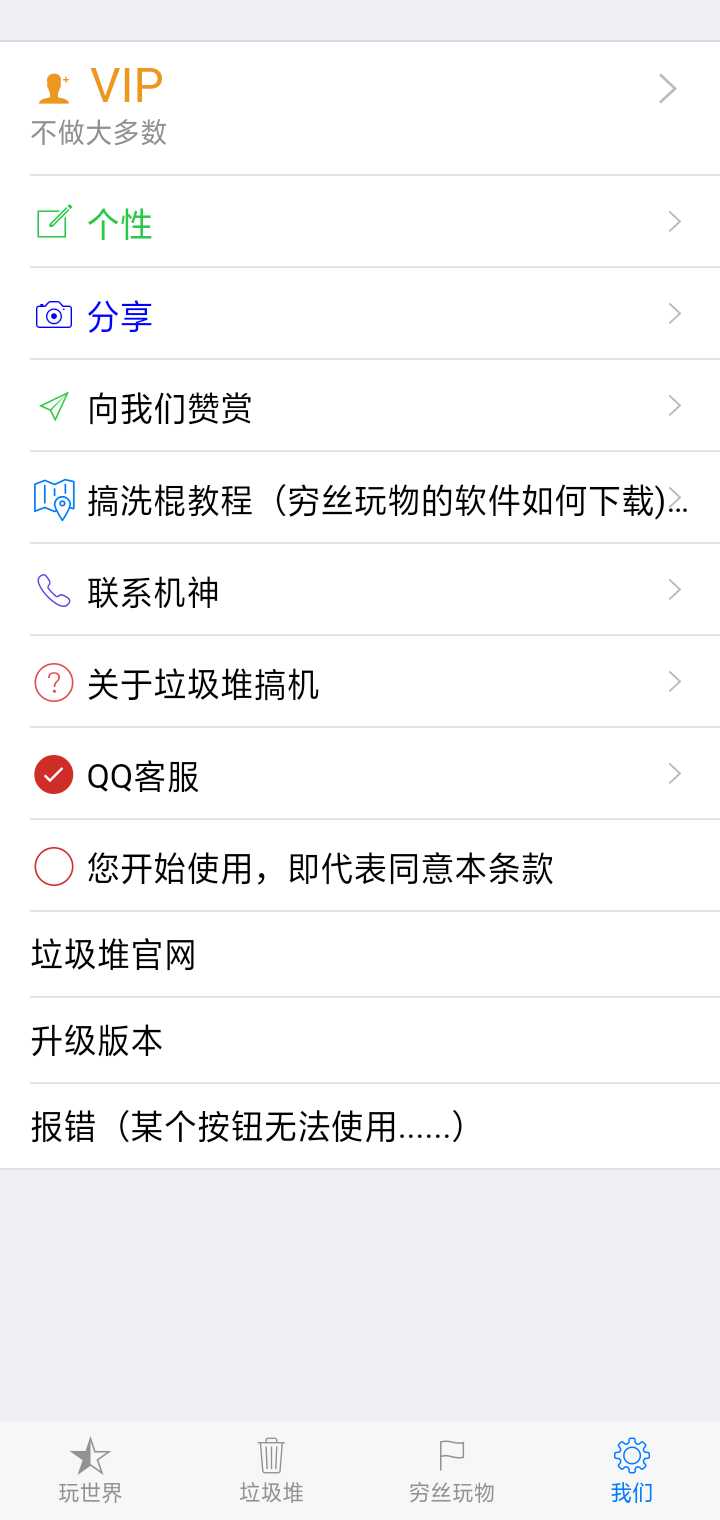 VIP
不做大多数
个性
分享
向我们赞赏
搞洗棍教程（穷丝玩物的软件如何下载)...
联系机神
关于垃圾堆搞机
QQ客服
您开始使用，即代表同意本条款
垃圾堆官网
升级版本
报错（某个按钮无法使用......）
玩世界
垃圾堆
穷丝玩物
我们